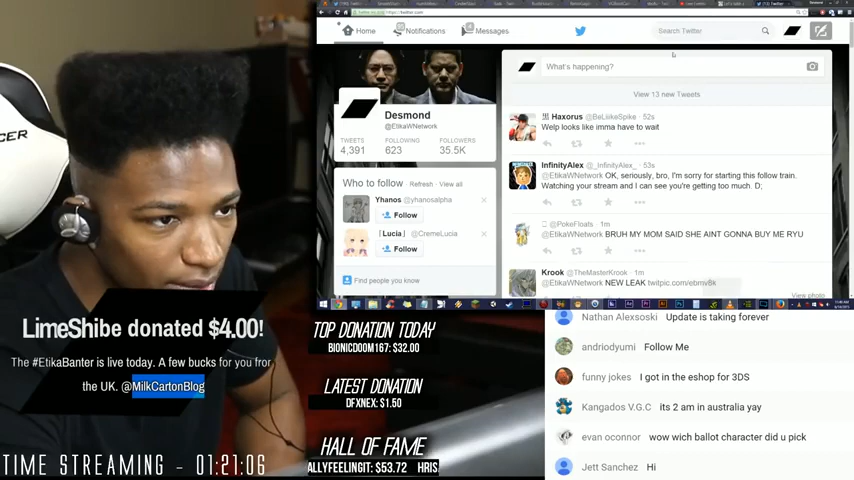 Home
Notifications
Messages
Search Twitter
Desmond
@EtikaWNetwork
TWEETS
FOLLOWING
FOLLOWERS
4,391
623
35.5K
Who to follow · Refresh · View all
Yhanos @yhanosalpha
Follow
「Lucia」 @CremeLucia
Follow
Find people you know
What's happening?
View 13 new Tweets
Haxorus @BeLiikeSpike · 52s
Welp looks like imma have to wait
InfinityAlex @_InfinityAlex_ · 53s
@EtikaWNetwork OK, seriously, bro, I'm sorry for starting this follow train.
Watching your stream and I can see you're getting too much. D;
@PokeFloats · 1m
@EtikaWNetwork BRUH MY MOM SAID SHE AINT GONNA BUY ME RYU
Krook @TheMasterKrook · 1m
@EtikaWNetwork NEW LEAK twitpic.com/ebmv8k
View photo
LimeShibe donated $4.00!
The #EtikaBanter is live today. A few bucks for you from
the UK. @MilkCartonBlog
TIME STREAMING - 01:21:06
TOP DONATION TODAY
BIONICDOOM167: $32.00
LATEST DONATION
DFXNEX: $1.50
HALL OF FAME
ALLYFEELINGIT: $53.72 HRIS
Nathan Alexsoski Update is taking forever
andriodyumi Follow Me
funny jokes I got in the eshop for 3DS
Kangados V.G.C its 2 am in australia yay
evan oconnor wow wich ballot character did u pick
Jett Sanchez Hi